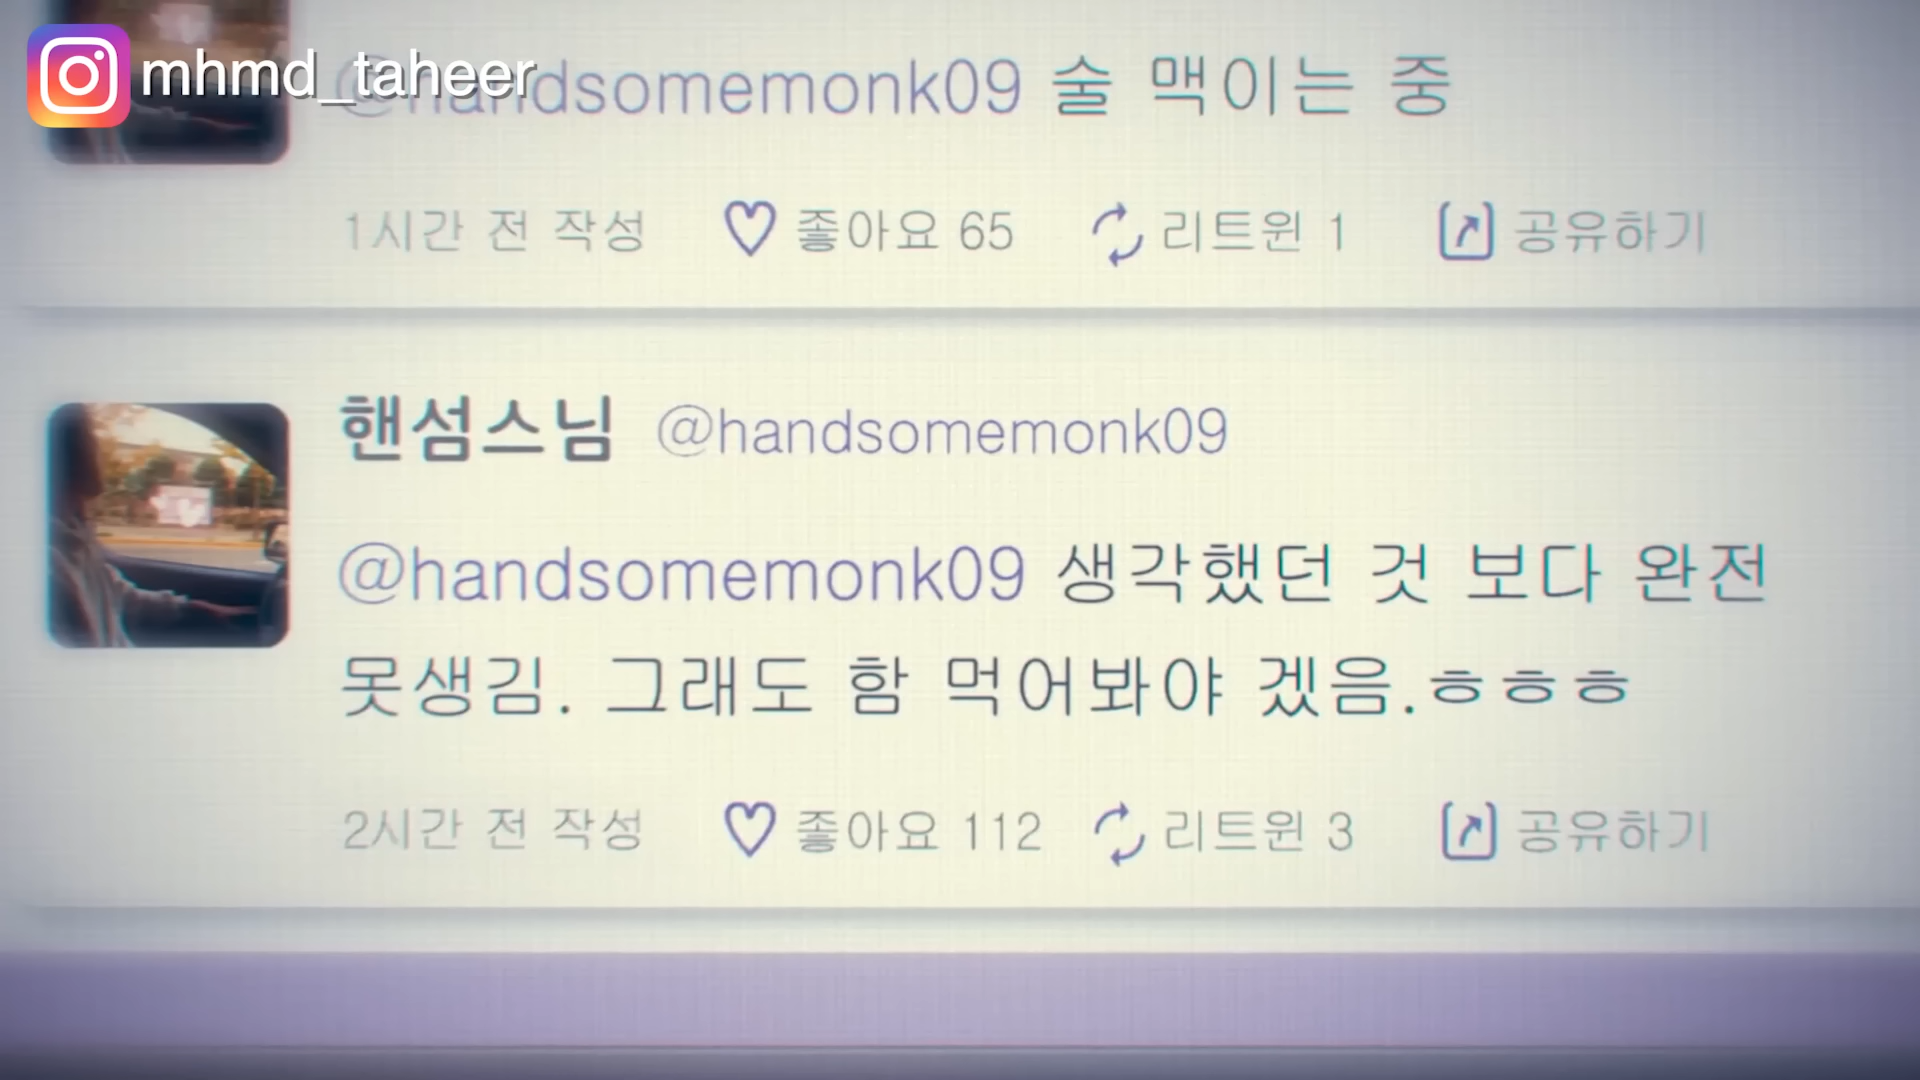 mhmd_taheer
@handsomemonk09 술 맥이는 중
1시간 전 작성 좋아요 65 리트윈 1 공유하기
핸섬스님 @handsomemonk09
@handsomemonk09 생각했던 것 보다 완전
못생김. 그래도 함 먹어봐야 겠음.ㅎㅎㅎ
2시간 전 작성 좋아요 112 리트윈 3 공유하기